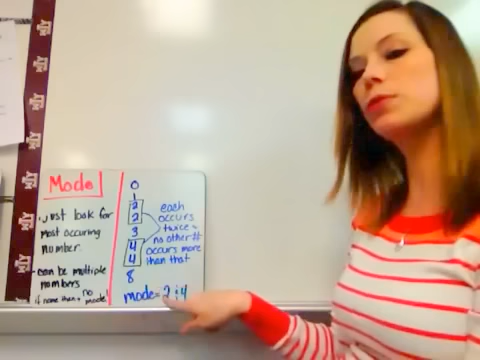 Mode
• just look for
most occuring
number.
- can be multiple
numbers
if none then = no mode!
0
1
2
2
3
4
4
8
each
occurs
twice -
no other #
occurs more
than that
mode = 2 ; 4